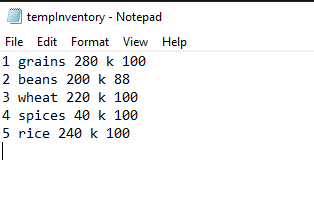 tempInventory - Notepad
File Edit Format View Help
1 grains 280 k 100
2 beans 200 k 88
3 wheat 220 k 100
4 spices 40 k 100
5 rice 240 k 100